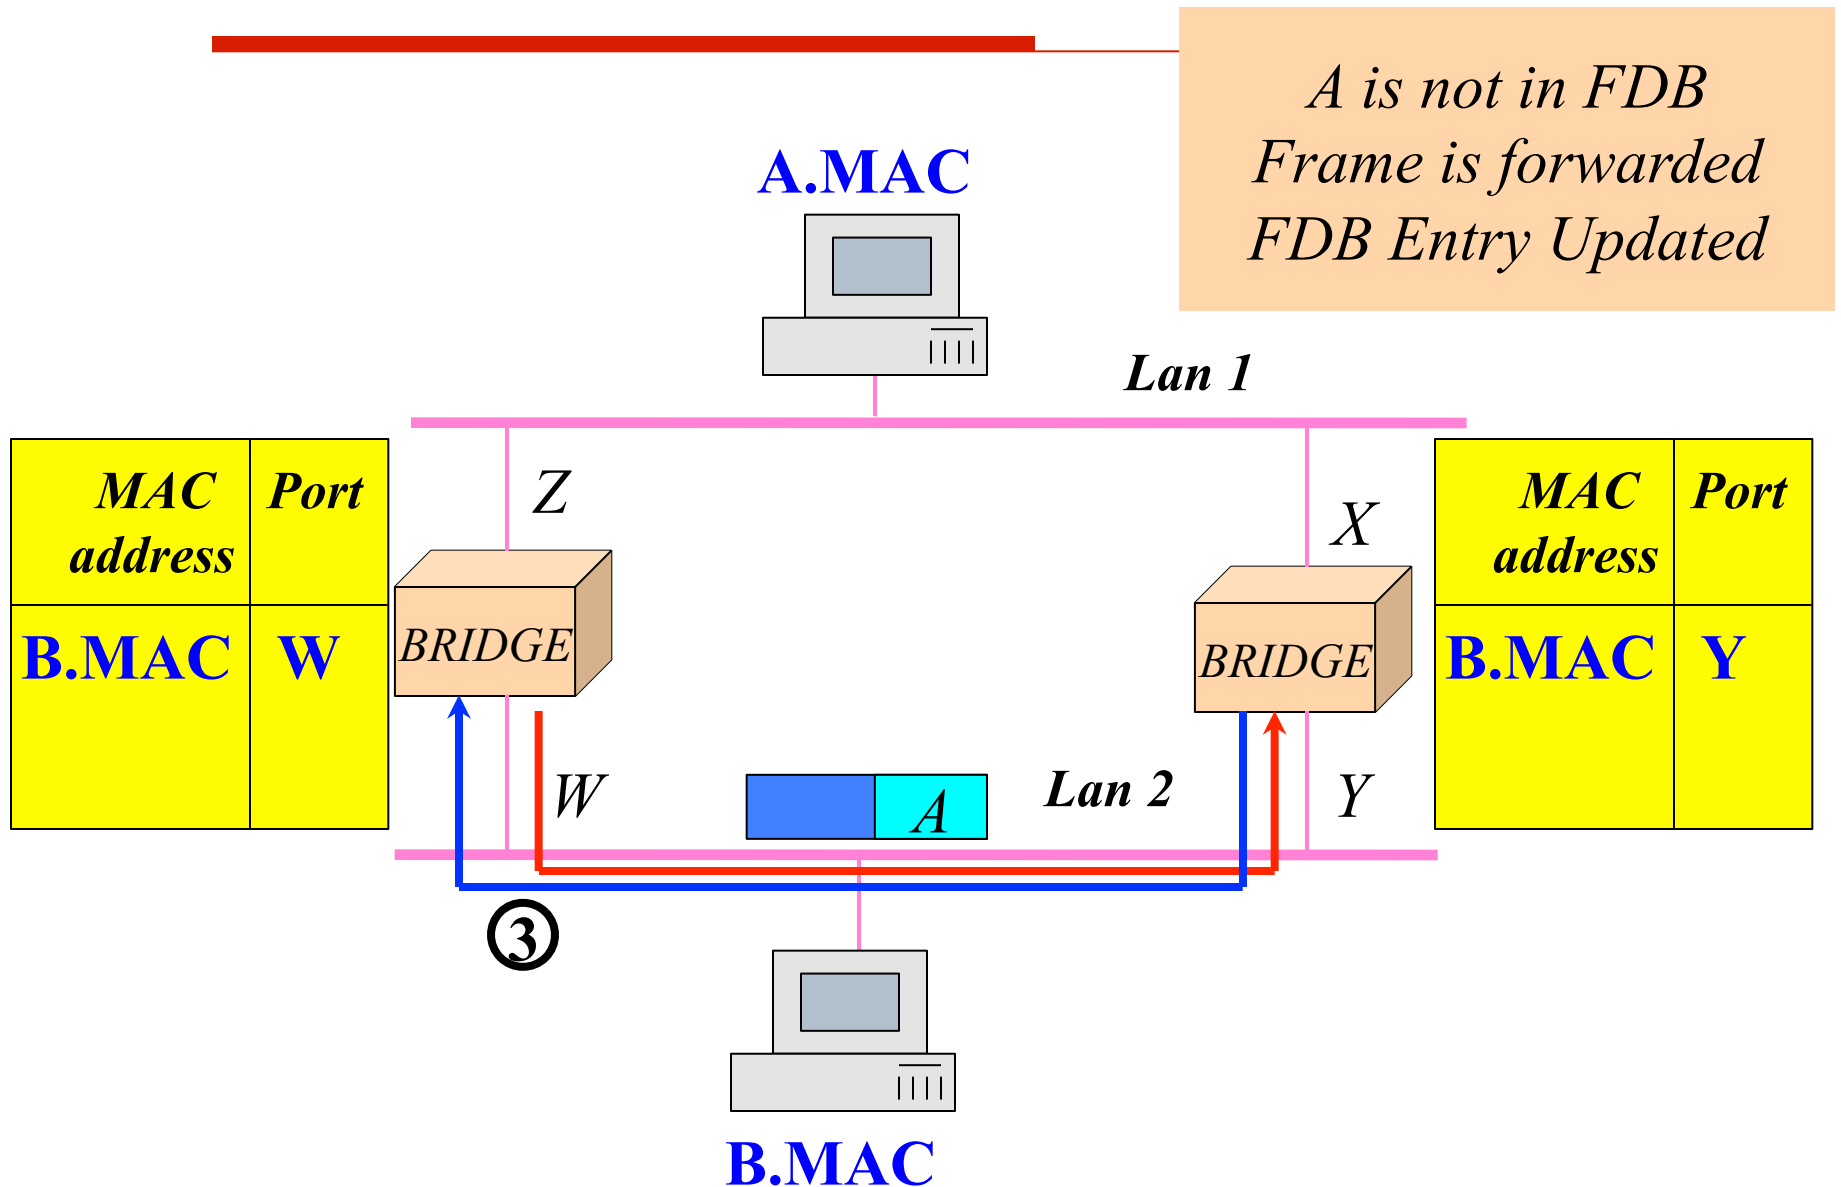 A is not in FDB
Frame is forwarded
FDB Entry Updated
A.MAC
Lan 1
MAC address Port
B.MAC W
Z
BRIDGE
W
X
BRIDGE
Y
MAC address Port
B.MAC Y
A
Lan 2
3
B.MAC